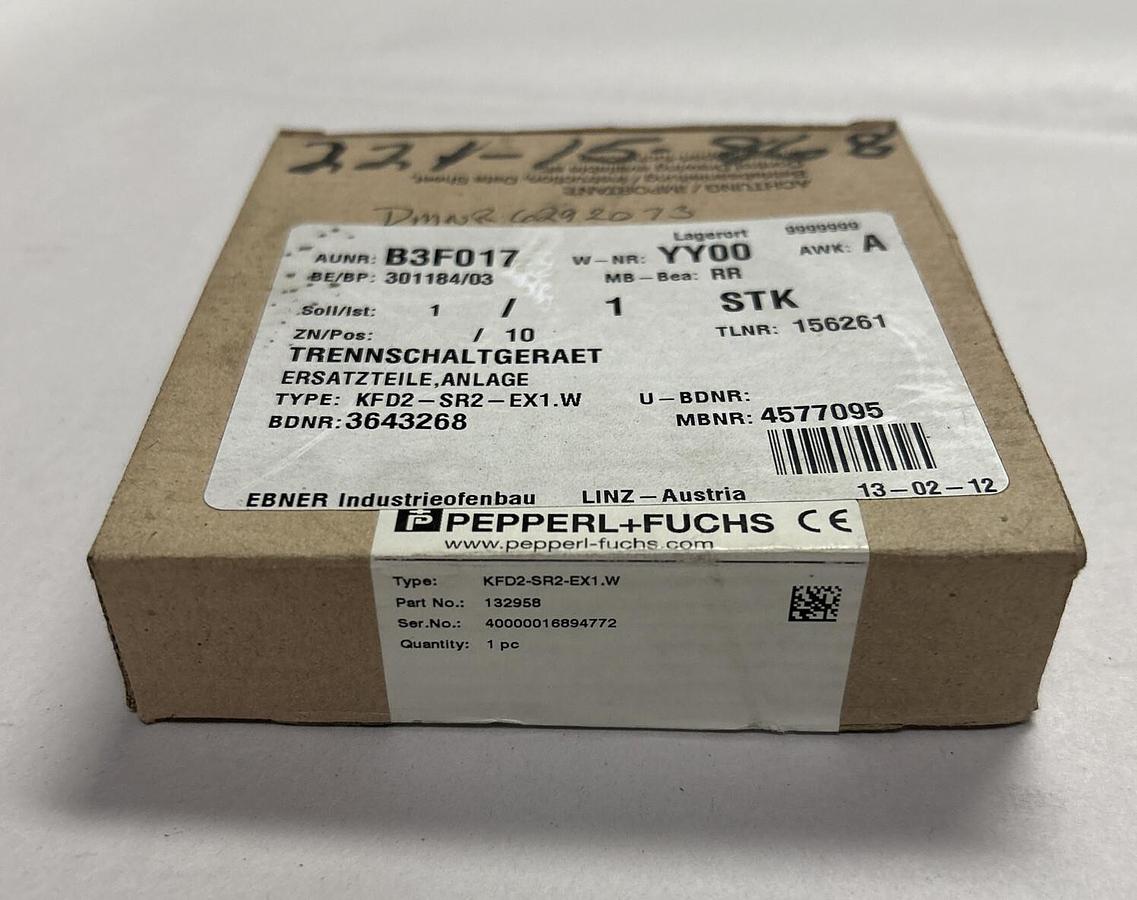 221-15-868
ACHTUNG / IMPORTANT
DMNR 6292073
Lagerort
AUNR: B3F017 W-NR: YY00 AWK: A
BE/BP: 301184/03 MB-Bea: RR
Soll/Ist: 1 / 1 STK
ZN/Pos: / 10 TLNR: 156261
TRENNSCHALTGERAET
ERSATZTEILE,ANLAGE
TYPE: KFD2-SR2-EX1.W U-BDNR:
BDNR: 3643268 MBNR: 4577095
EBNER Industrieofenbau LINZ-Austria 13-02-12
PEPPERL+FUCHS CE
www.pepperl-fuchs.com
Type: KFD2-SR2-EX1.W
Part No.: 132958
Ser.No.: 40000016894772
Quantity: 1 pc